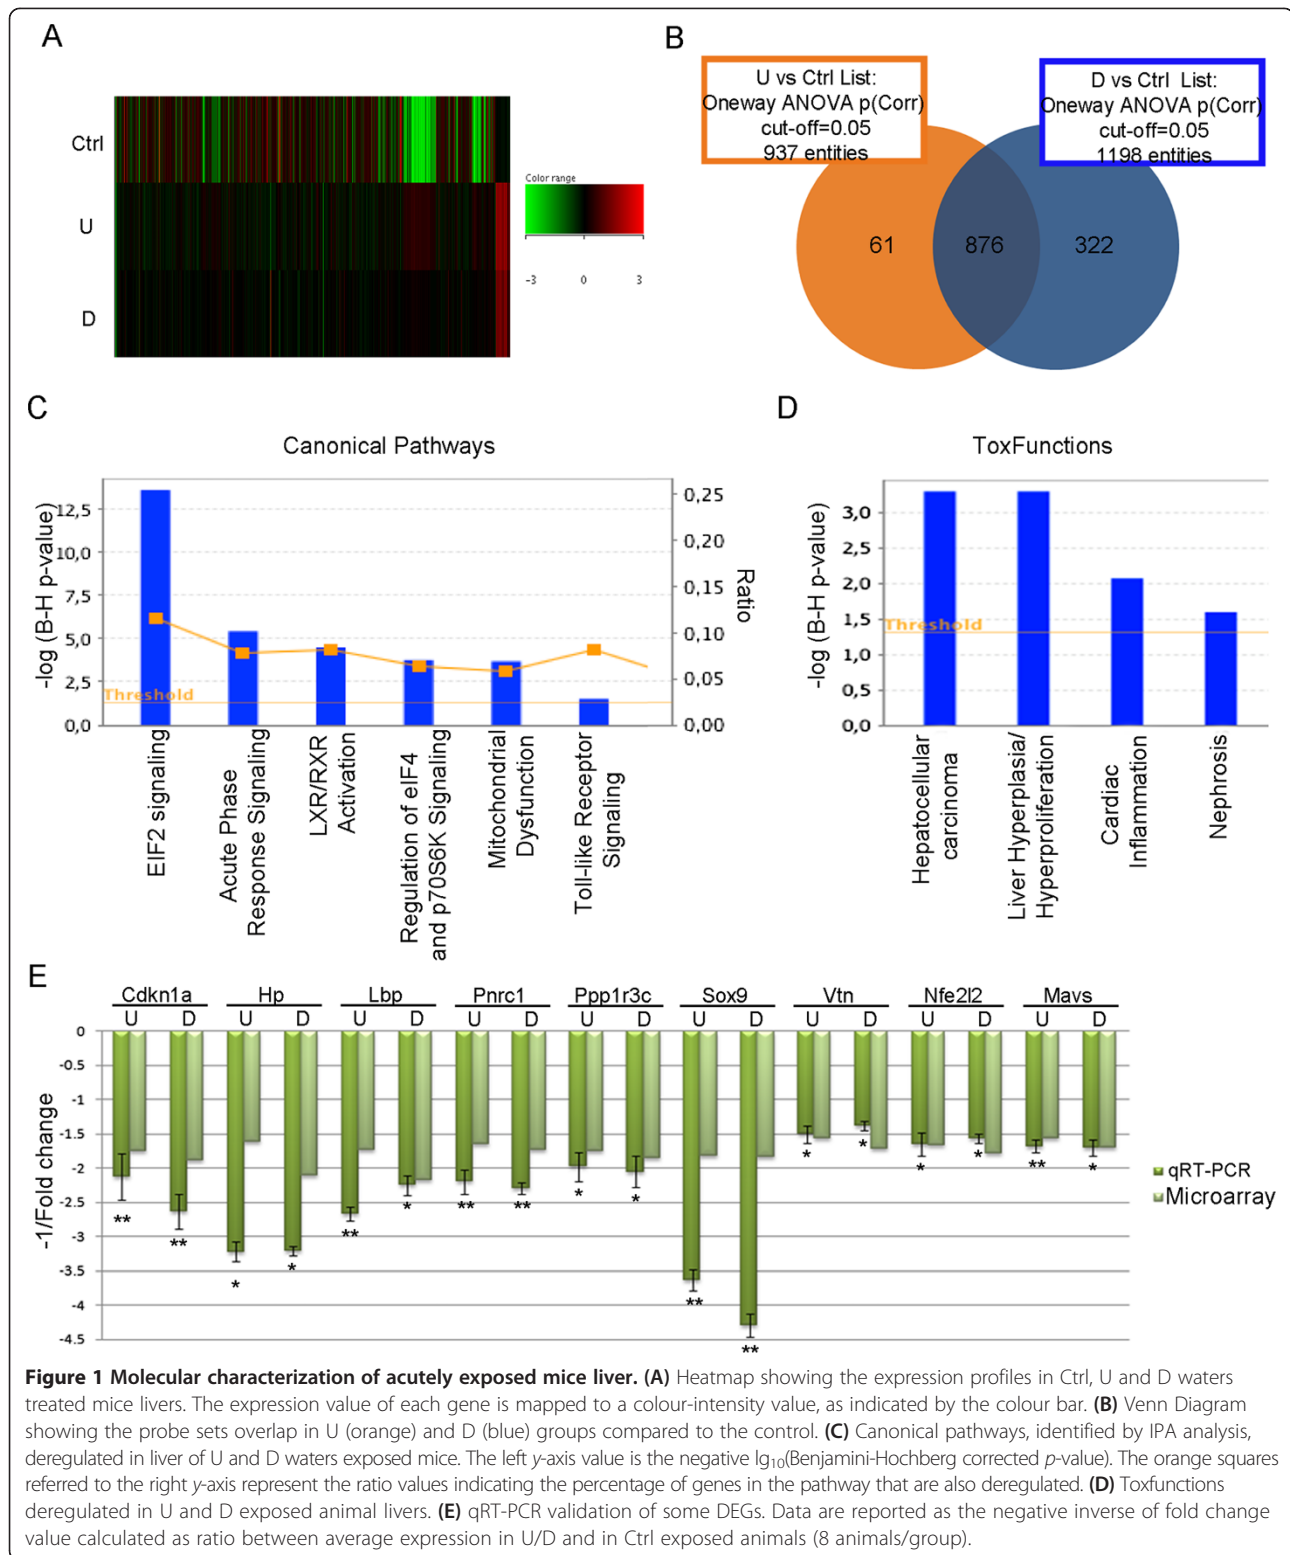 A
Ctrl
U
D
Color range
-3 0 3
B
U vs Ctrl List:
Oneway ANOVA p(Corr)
cut-off=0.05
937 entities
D vs Ctrl List:
Oneway ANOVA p(Corr)
cut-off=0.05
1198 entities
61 876 322
C
Canonical Pathways
-log (B-H p-value)
12,5
10,0
7,5
5,0
2,5
0,0
Threshold
0,25
0,20
0,15
0,10
0,05
0,00
Ratio
EIF2 signaling
Acute Phase
Response Signaling
LXR/RXR
Activation
Regulation of eIF4
and p70S6K Signaling
Mitochondrial
Dysfunction
Toll-like Receptor
Signaling
D
ToxFunctions
-log (B-H p-value)
3,0
2,5
2,0
1,5
1,0
0,5
0,0
Threshold
Hepatocellular
carcinoma
Liver Hyperplasia/
Hyperproliferation
Cardiac
Inflammation
Nephrosis
E
Cdkn1a Hp Lbp Pnrc1 Ppp1r3c Sox9 Vtn Nfe2l2 Mavs
U D U D U D U D U D U D U D U D U D
-1/Fold change
0
-0.5
-1
-1.5
-2
-2.5
-3
-3.5
-4
-4.5
** ** * * ** * ** ** * * ** ** * * * * ** *
qRT-PCR
Microarray
Figure 1 Molecular characterization of acutely exposed mice liver. (A) Heatmap showing the expression profiles in Ctrl, U and D waters
treated mice livers. The expression value of each gene is mapped to a colour-intensity value, as indicated by the colour bar. (B) Venn Diagram
showing the probe sets overlap in U (orange) and D (blue) groups compared to the control. (C) Canonical pathways, identified by IPA analysis,
deregulated in liver of U and D waters exposed mice. The left y-axis value is the negative lg10(Benjamini-Hochberg corrected p-value). The orange squares
referred to the right y-axis represent the ratio values indicating the percentage of genes in the pathway that are also deregulated. (D) Toxfunctions
deregulated in U and D exposed animal livers. (E) qRT-PCR validation of some DEGs. Data are reported as the negative inverse of fold change
value calculated as ratio between average expression in U/D and in Ctrl exposed animals (8 animals/group).